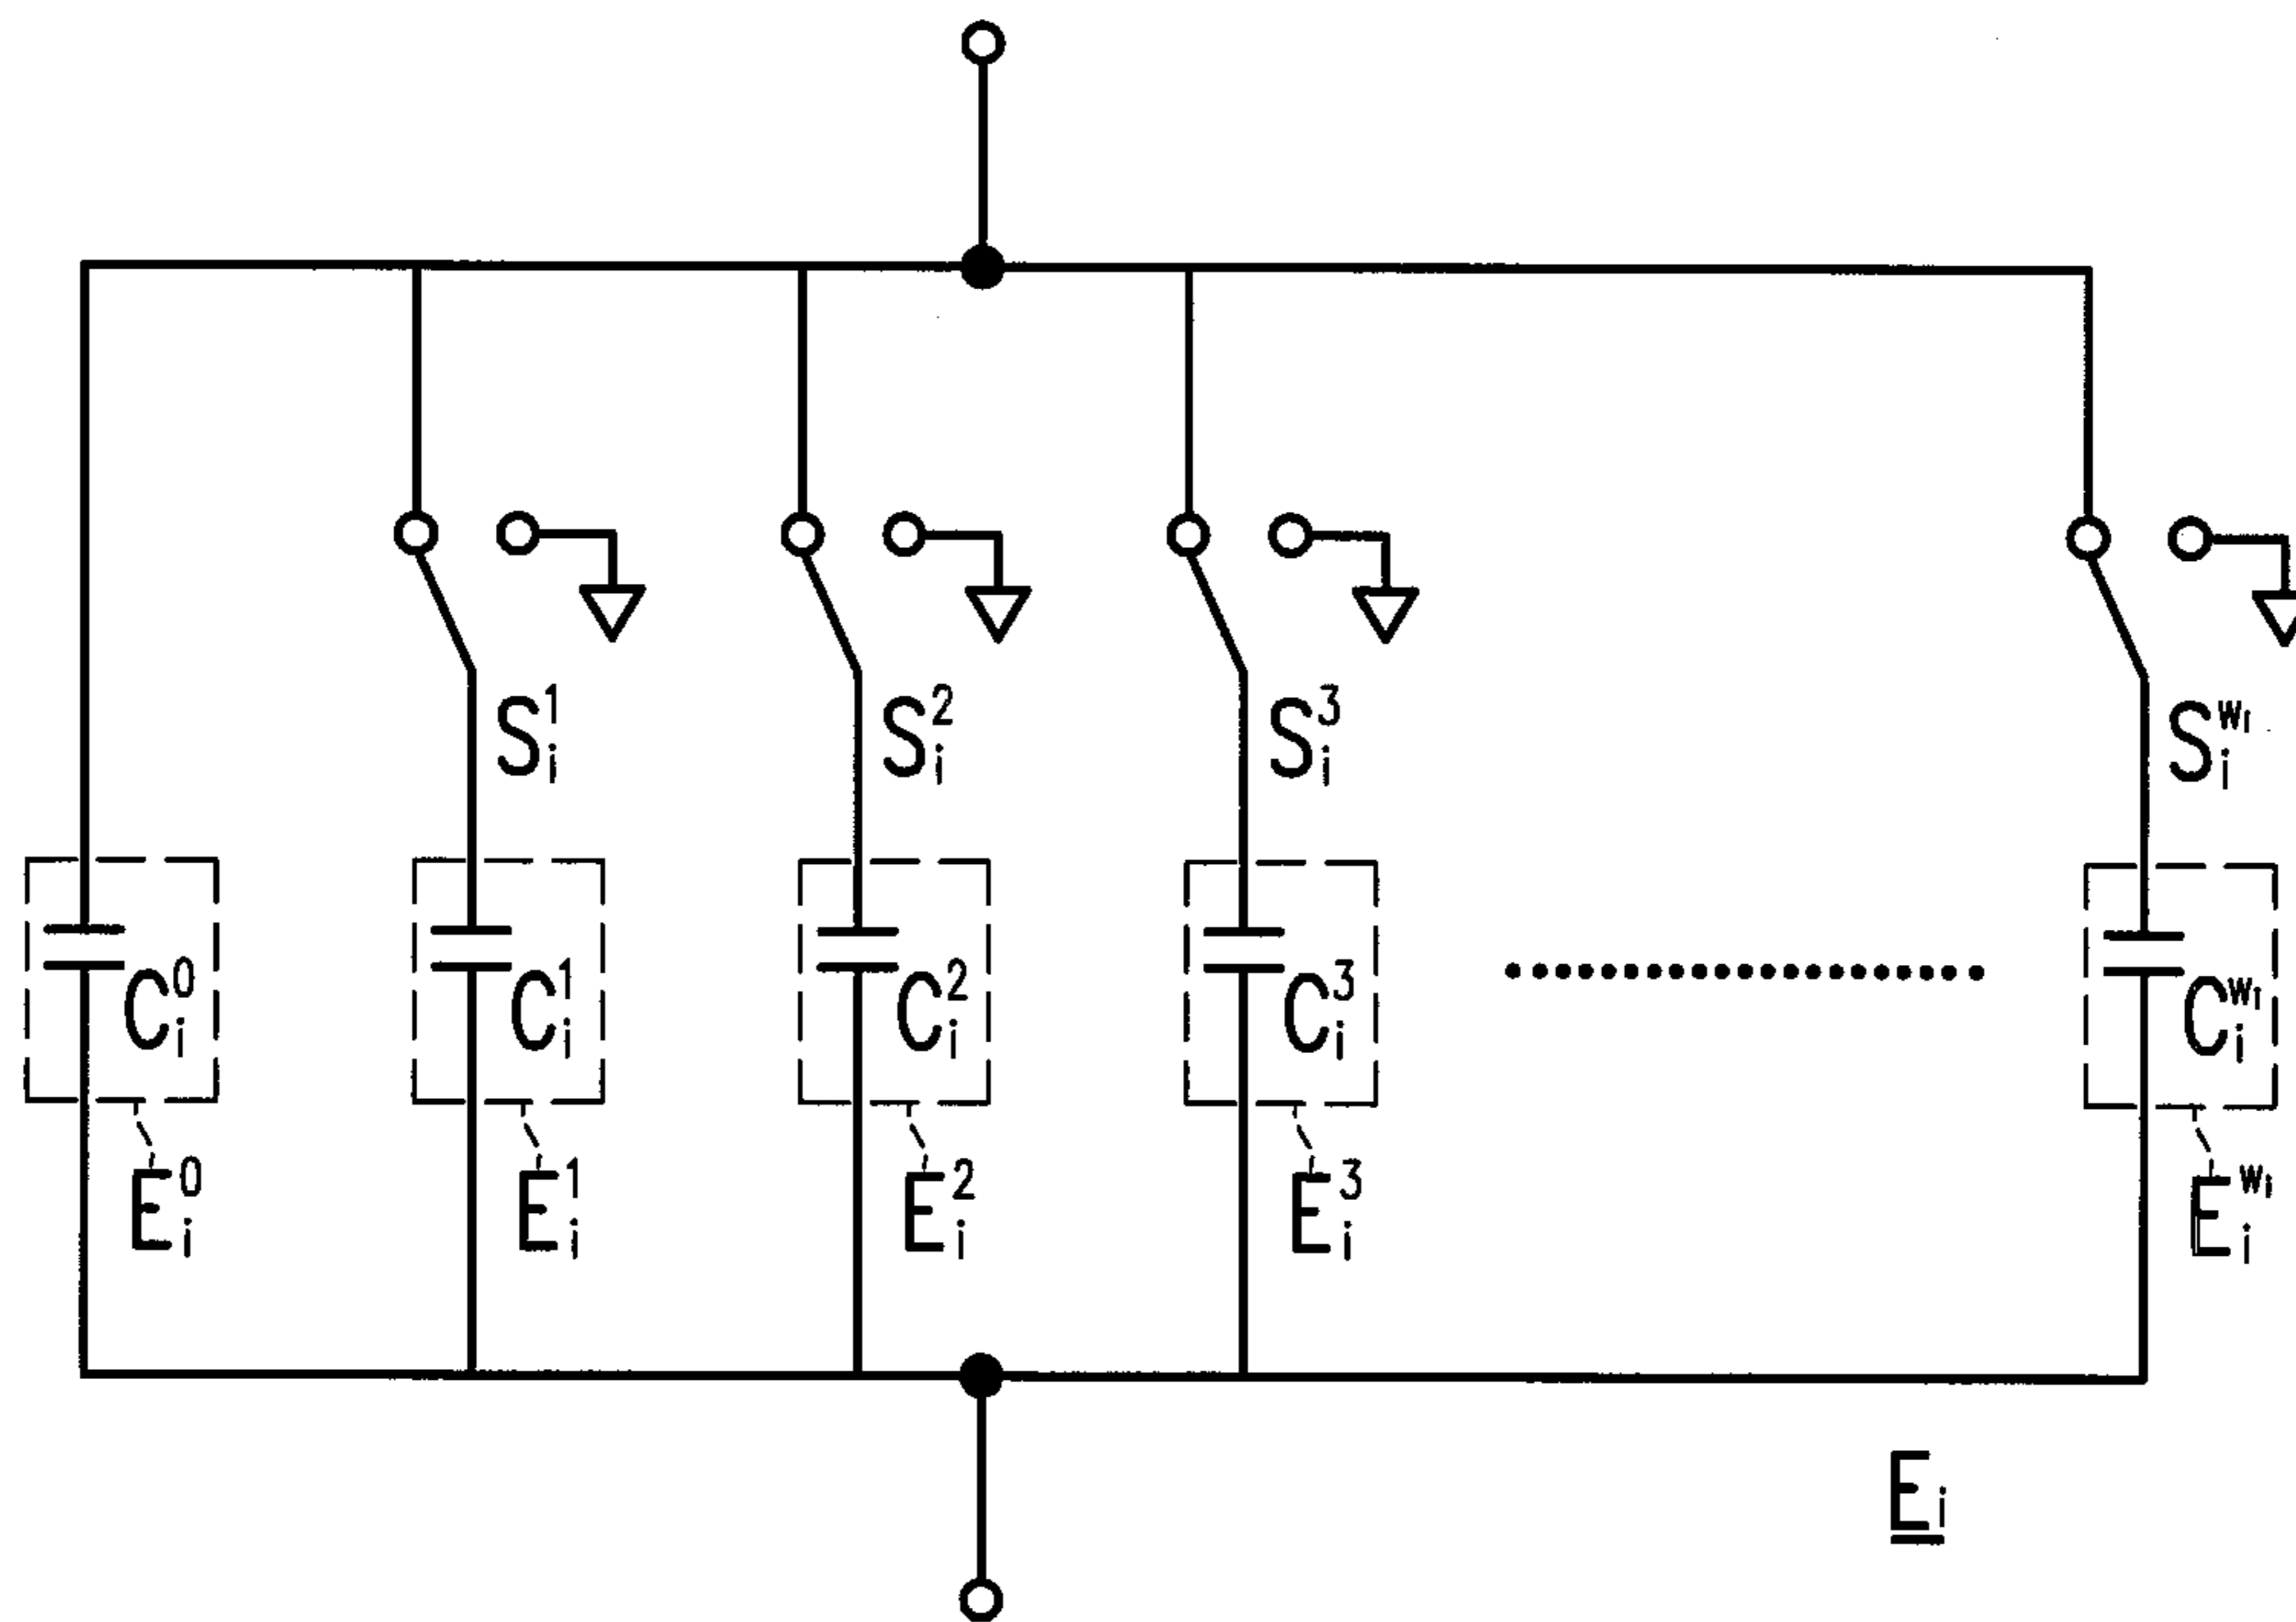 S_i^1 S_i^2 S_i^3 S_i^{w_i}
C_i^0 C_i^1 C_i^2 C_i^3 C_i^{w_i}
E_i^0 E_i^1 E_i^2 E_i^3 E_i^{w_i}
E_i